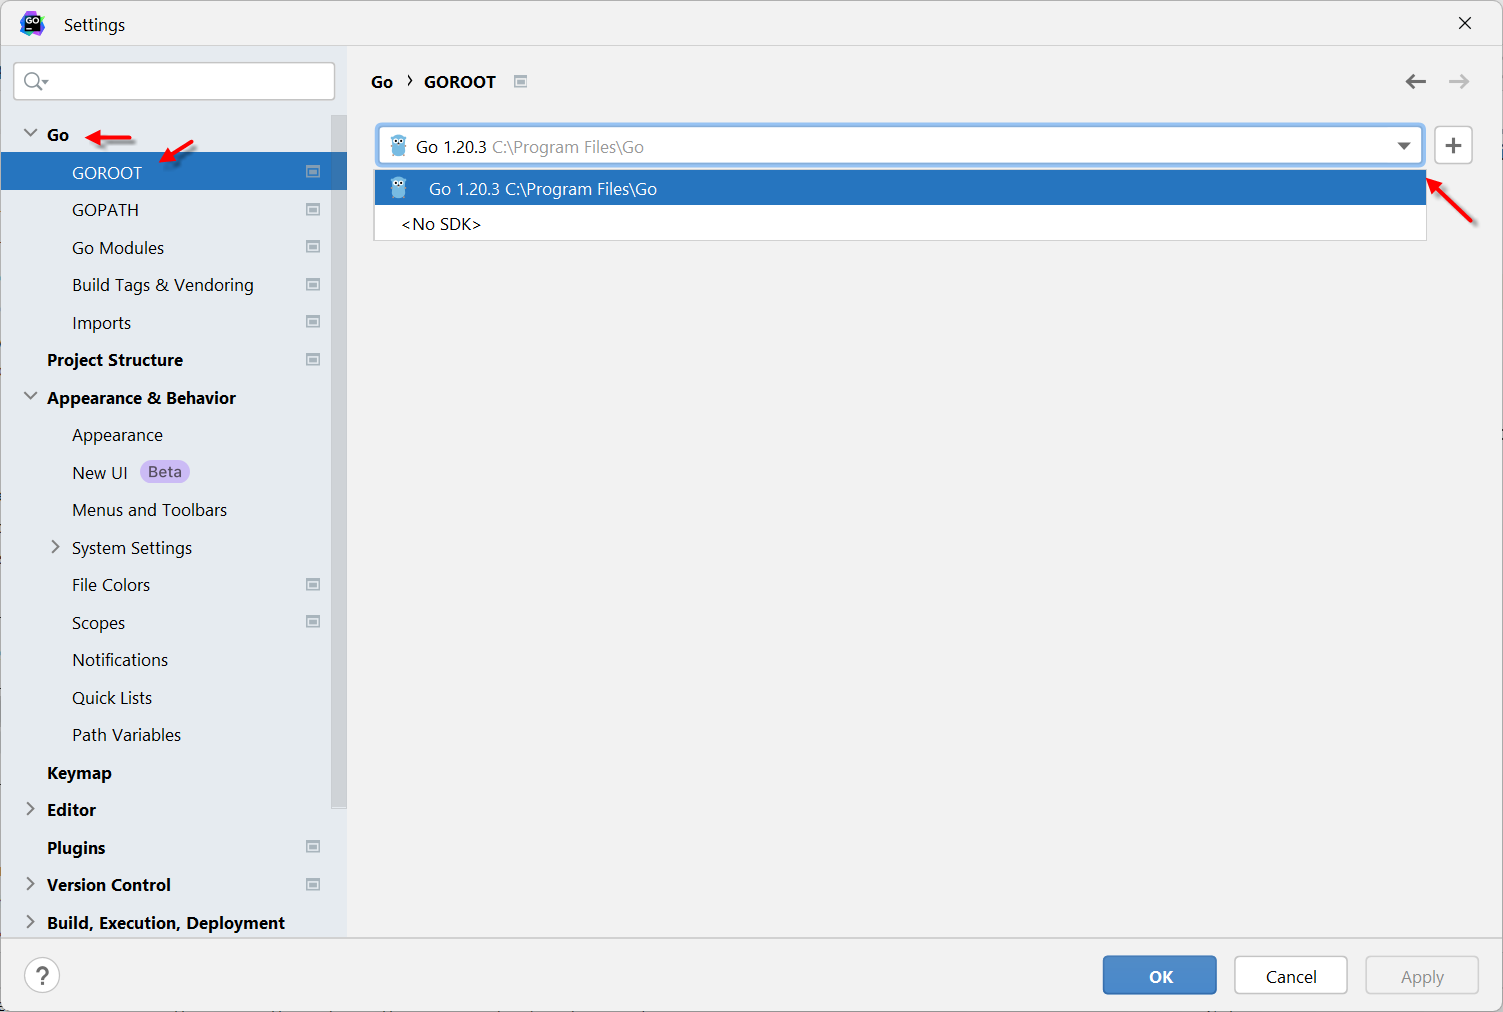 GO
Settings
Go
GOROOT
GOPATH
Go Modules
Build Tags & Vendoring
Imports
Project Structure
Appearance & Behavior
Appearance
New UI Beta
Menus and Toolbars
System Settings
File Colors
Scopes
Notifications
Quick Lists
Path Variables
Keymap
Editor
Plugins
Version Control
Build, Execution, Deployment
Go › GOROOT
Go 1.20.3 C:\Program Files\Go
Go 1.20.3 C:\Program Files\Go
<No SDK>
?
OK
Cancel
Apply